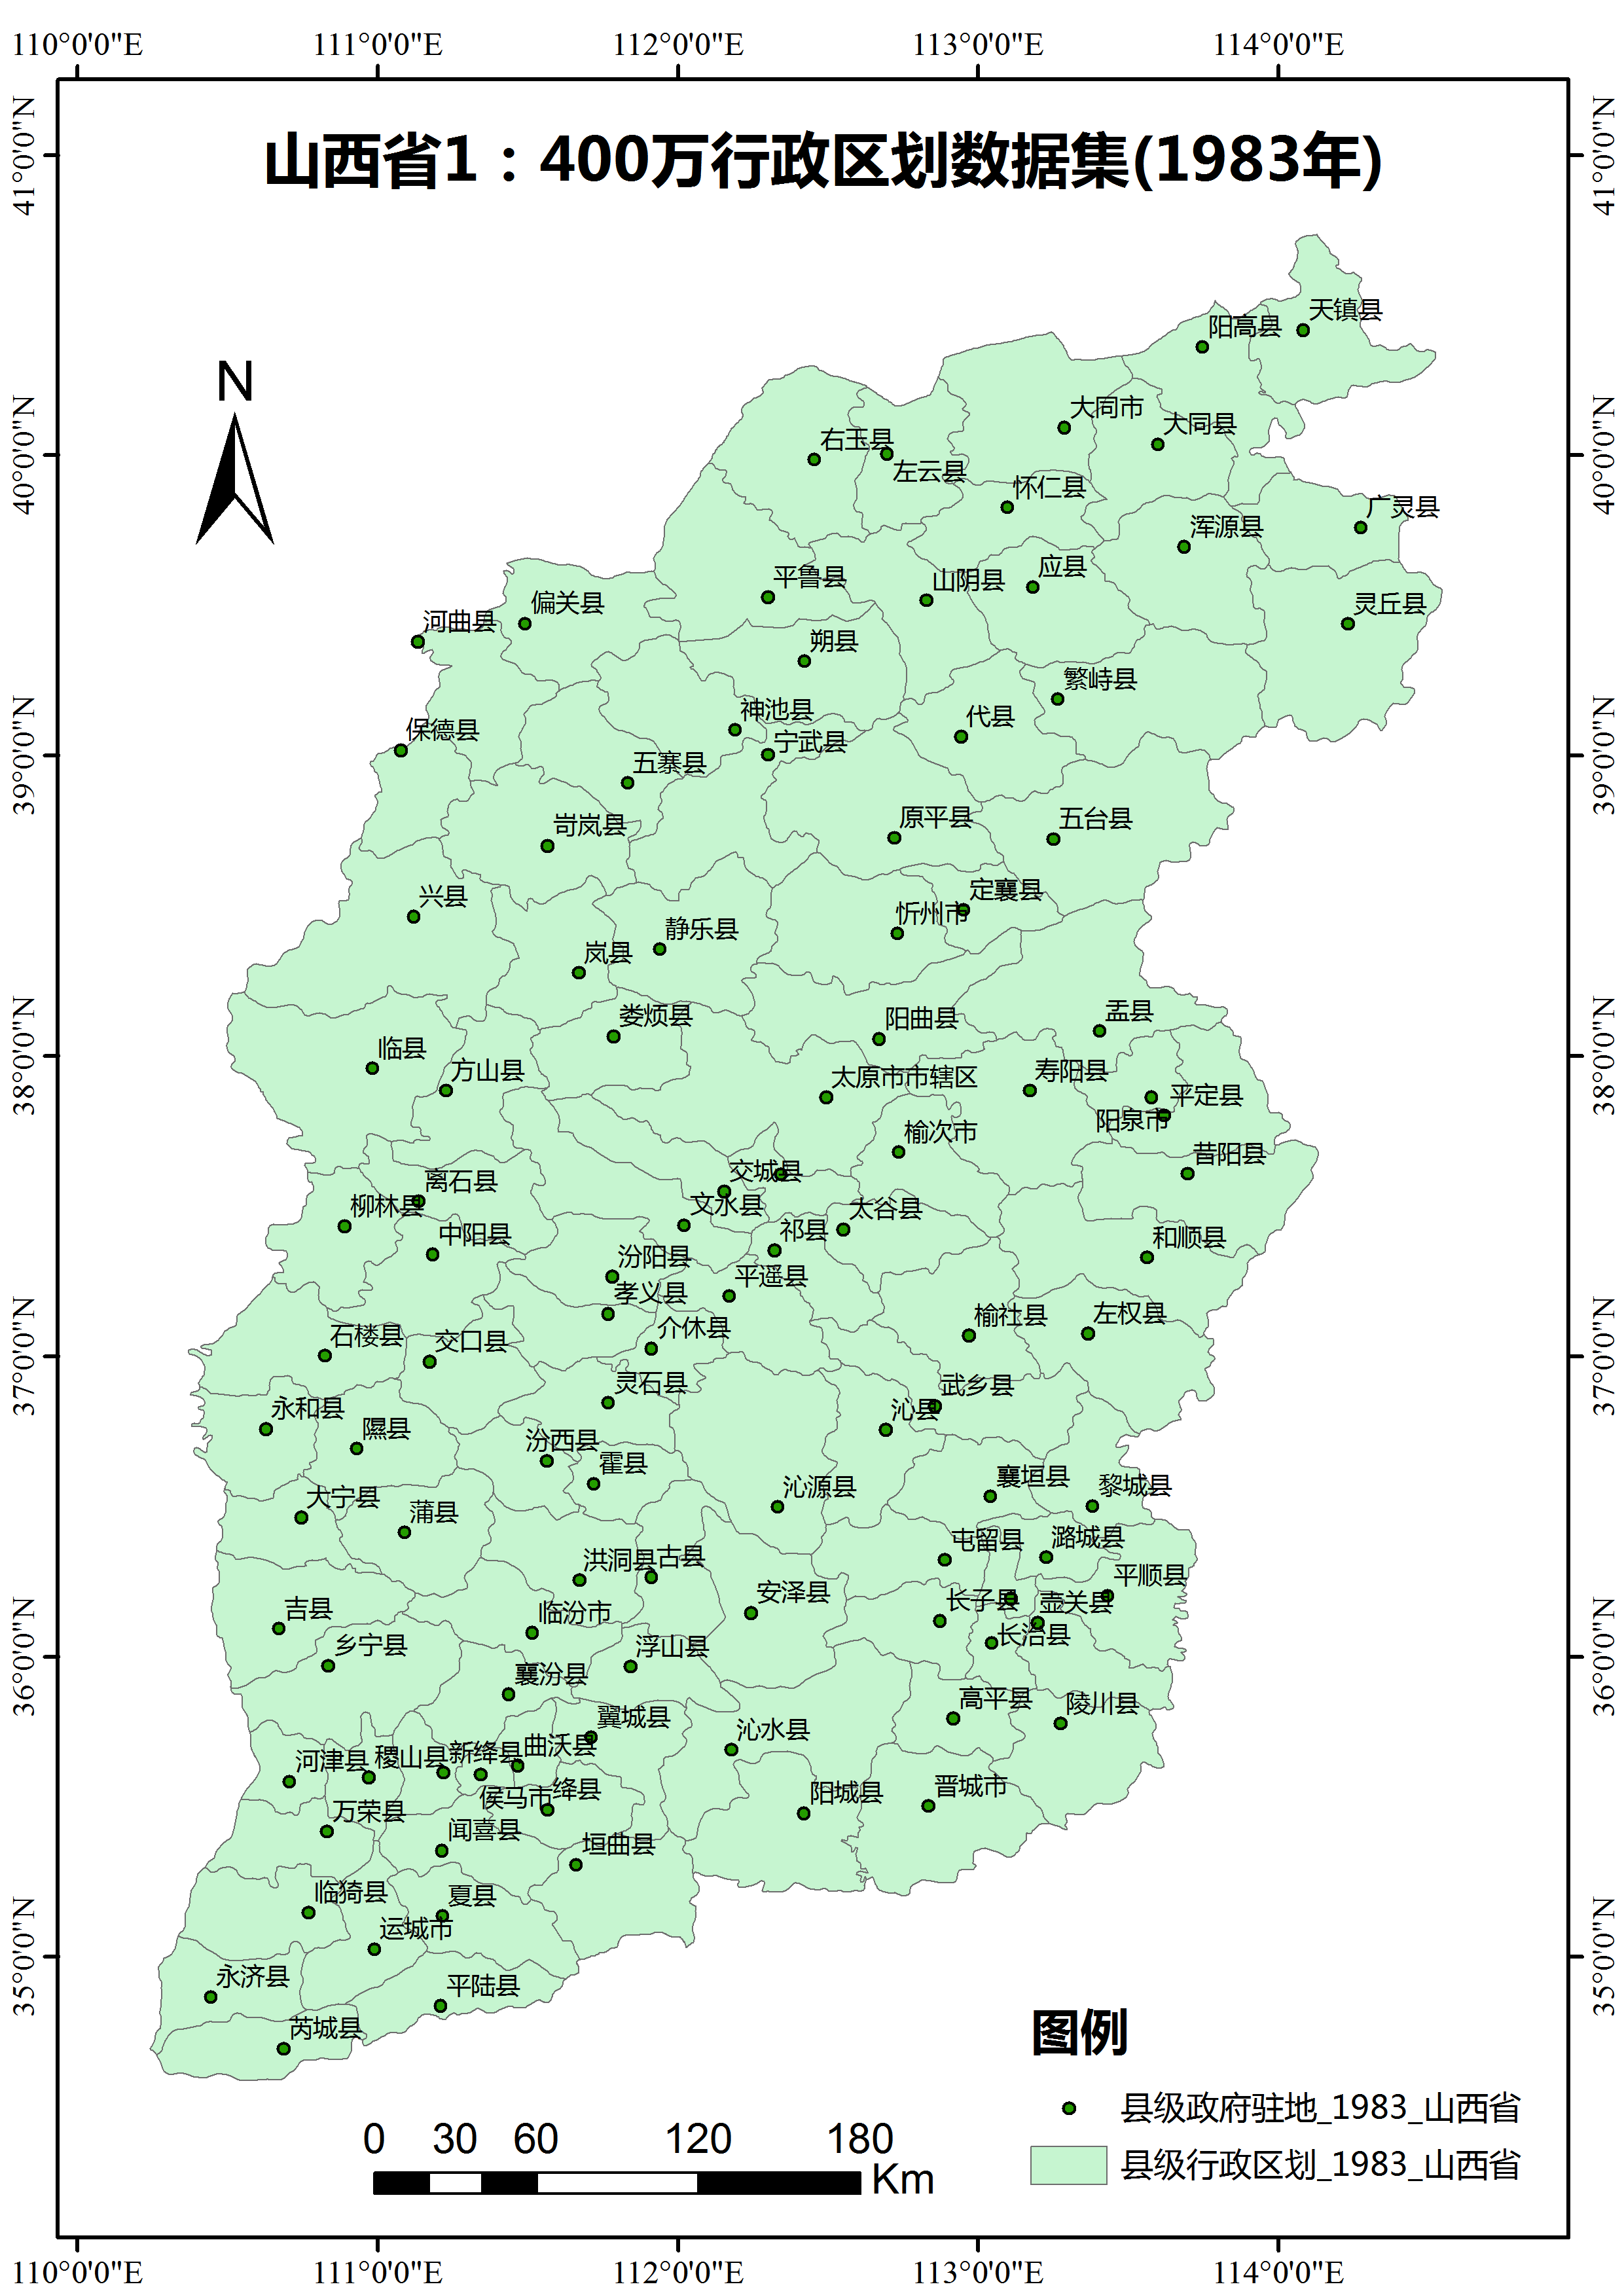 110°0'0"E 111°0'0"E 112°0'0"E 113°0'0"E 114°0'0"E
山西省1：400万行政区划数据集(1983年)
41°0'0"N
41°0'0"N
N
天镇县
阳高县
大同市
大同县
右玉县
左云县
40°0'0"N
40°0'0"N
怀仁县
广灵县
浑源县
应县
平鲁县
山阴县
偏关县
灵丘县
河曲县
朔县
繁峙县
神池县
代县
保德县
宁武县
39°0'0"N
39°0'0"N
五寨县
原平县
五台县
岢岚县
定襄县
兴县
忻州市
静乐县
岚县
娄烦县
阳曲县
盂县
38°0'0"N
38°0'0"N
临县
方山县
太原市市辖区
寿阳县
平定县
阳泉市
榆次市
昔阳县
交城县
离石县
柳林县
文水县
太谷县
中阳县
祁县
和顺县
汾阳县
平遥县
孝义县
榆社县
左权县
介休县
石楼县
交口县
37°0'0"N
37°0'0"N
灵石县
武乡县
永和县
沁县
隰县
汾西县
霍县
襄垣县
黎城县
沁源县
大宁县
蒲县
屯留县
潞城县
洪洞县
古县
平顺县
安泽县
长子县
壶关县
吉县
临汾市
长治县
乡宁县
浮山县
36°0'0"N
36°0'0"N
襄汾县
高平县
陵川县
翼城县
沁水县
河津县
稷山县
新绛县
曲沃县
侯马市
绛县
阳城县
晋城市
万荣县
闻喜县
垣曲县
临猗县
夏县
运城市
35°0'0"N
35°0'0"N
永济县
平陆县
芮城县
图例
县级政府驻地_1983_山西省
县级行政区划_1983_山西省
0 30 60 120 180
Km
110°0'0"E 111°0'0"E 112°0'0"E 113°0'0"E 114°0'0"E